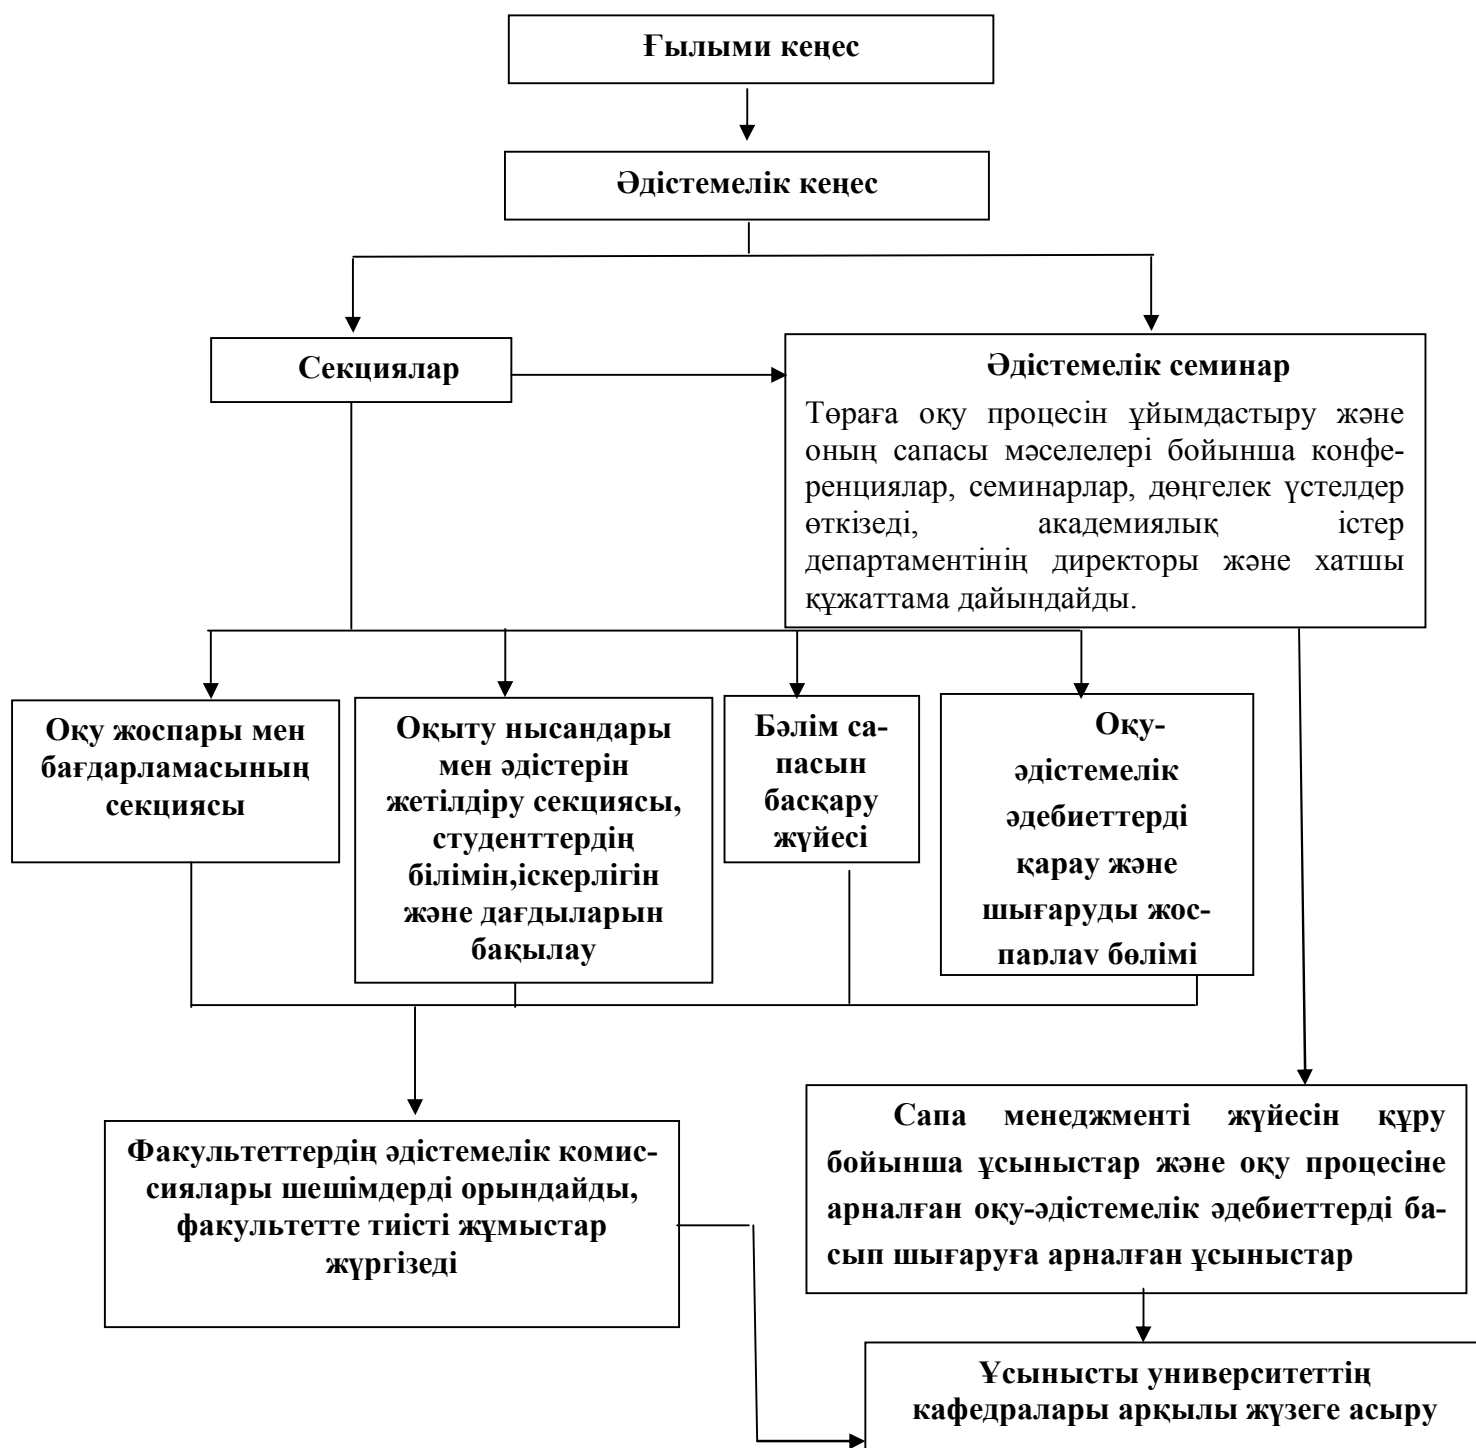 Ғылыми кеңес
Әдістемелік кеңес
Секциялар
Әдістемелік семинар
Төраға оқу процесін ұйымдастыру және
оның сапасы мәселелері бойынша конфе-
ренциялар, семинарлар, дөңгелек үстелдер
өткізеді, академиялық істер
департаментінің директоры және хатшы
құжаттама дайындайды.
Оқу жоспары мен
бағдарламасының
секциясы
Оқыту нысандары
мен әдістерін
жетілдіру секциясы,
студенттердің
білімін,іскерлігін
және дағдыларын
бақылау
Бәлім са-
пасын
басқару
жүйесі
Оқу-
әдістемелік
әдебиеттерді
қарау және
шығаруды жос-
парлау бөлімі
Факультеттердің әдістемелік комис-
сиялары шешімдерді орындайды,
факультетте тиісті жұмыстар
жүргізеді
Сапа менеджменті жүйесін құру
бойынша ұсыныстар және оқу процесіне
арналған оқу-әдістемелік әдебиеттерді ба-
сып шығаруға арналған ұсыныстар
Ұсынысты университеттің
кафедралары арқылы жүзеге асыру